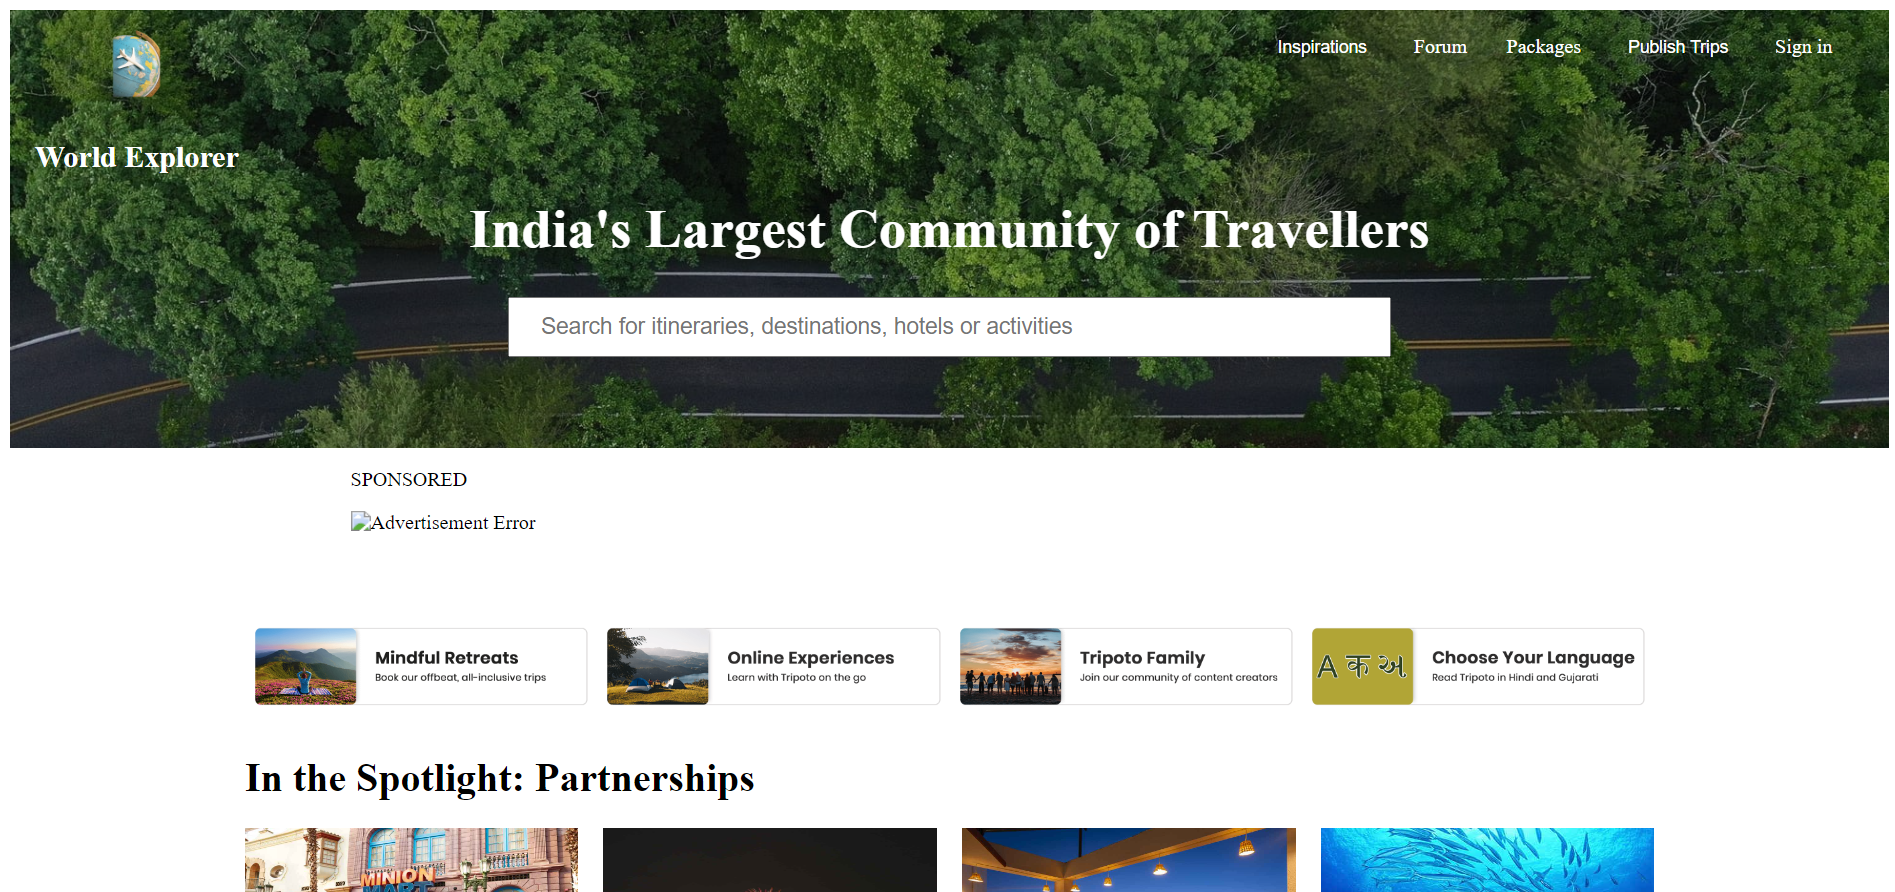 Inspirations Forum Packages Publish Trips Sign in
World Explorer
India's Largest Community of Travellers
Search for itineraries, destinations, hotels or activities
SPONSORED
Advertisement Error
Mindful Retreats
Book our offbeat, all-inclusive trips
Online Experiences
Learn with Tripoto on the go
Tripoto Family
Join our community of content creators
A क અ
Choose Your Language
Read Tripoto in Hindi and Gujarati
In the Spotlight: Partnerships
MINION
MART